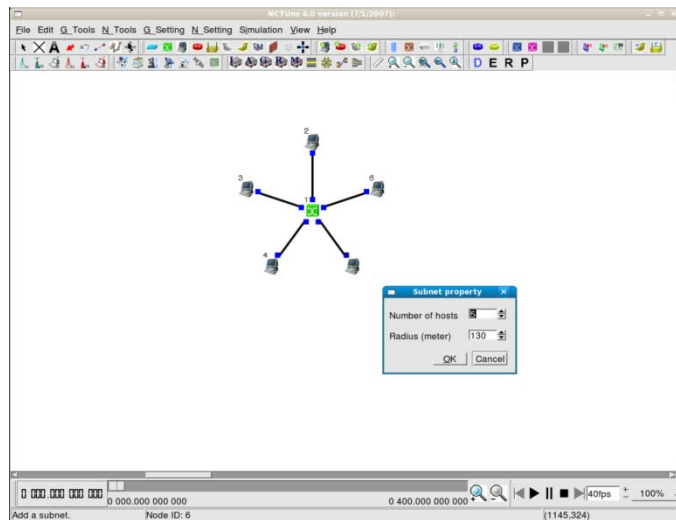 NCTUns 4.0 version (7/1/2007):
File Edit G_Tools N_Tools G_Setting N_Setting Simulation View Help
A
D E R P
2
3
6
1
4
Subnet property
Number of hosts 5
Radius (meter) 130
OK Cancel
0 000 .000 000 000
0 000.000 000 000
0 400.000 000 000
40fps
100%
Add a subnet.
Node ID: 6
(1145,324)